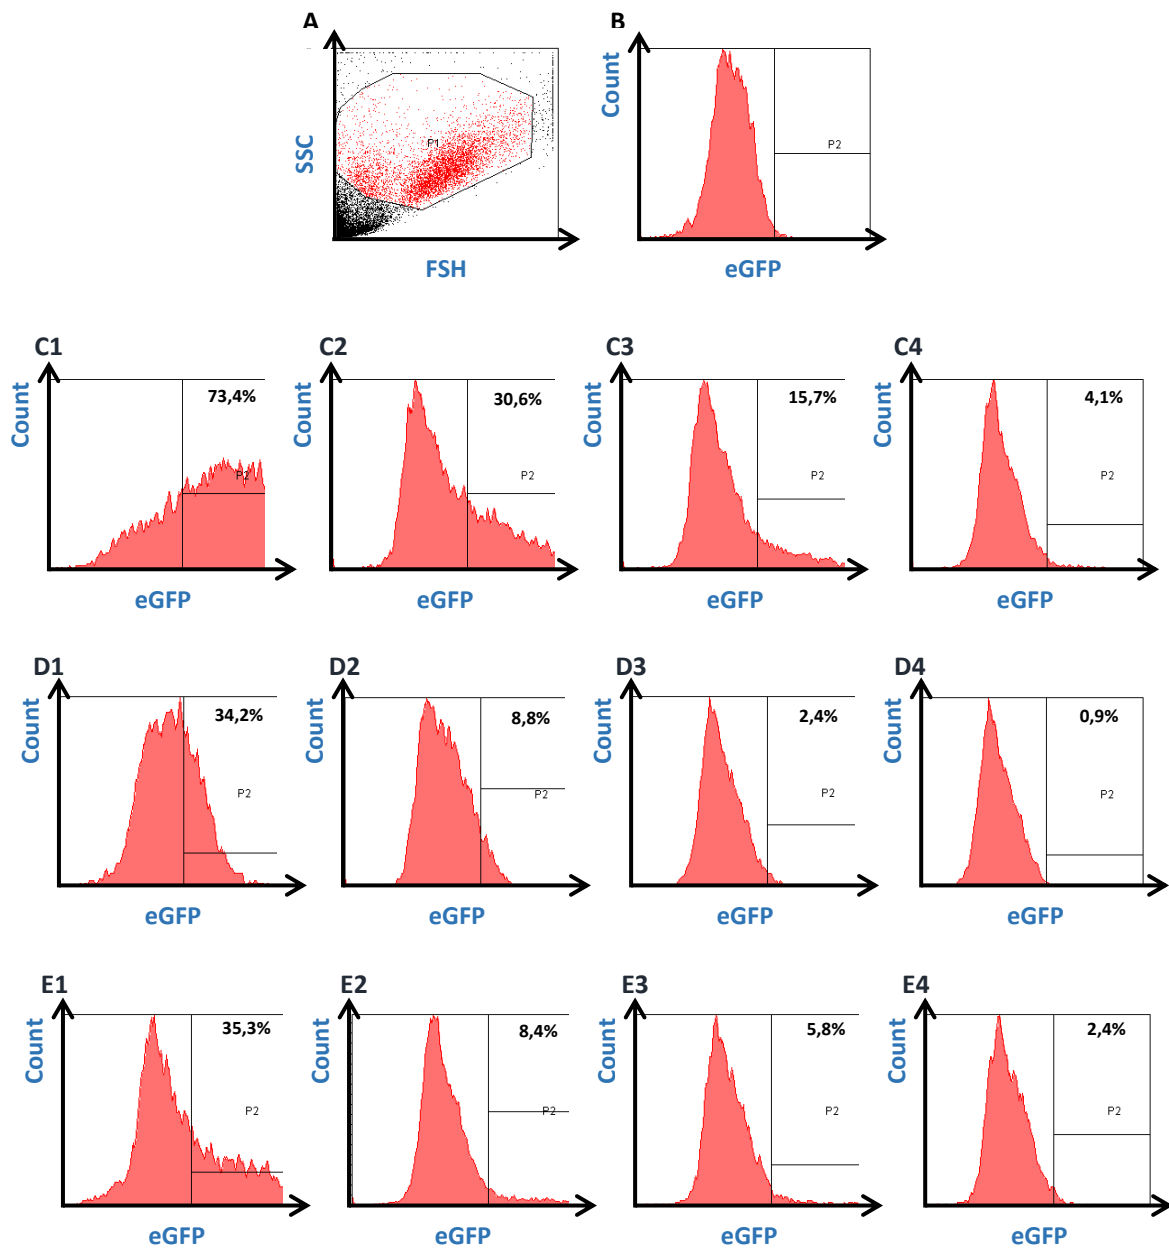 A B
SSC P1 FSH
Count P2 eGFP
C1 C2 C3 C4
Count 73,4% P2 eGFP
Count 30,6% P2 eGFP
Count 15,7% P2 eGFP
Count 4,1% P2 eGFP
D1 D2 D3 D4
Count 34,2% P2 eGFP
Count 8,8% P2 eGFP
Count 2,4% P2 eGFP
Count 0,9% P2 eGFP
E1 E2 E3 E4
Count 35,3% P2 eGFP
Count 8,4% P2 eGFP
Count 5,8% P2 eGFP
Count 2,4% P2 eGFP